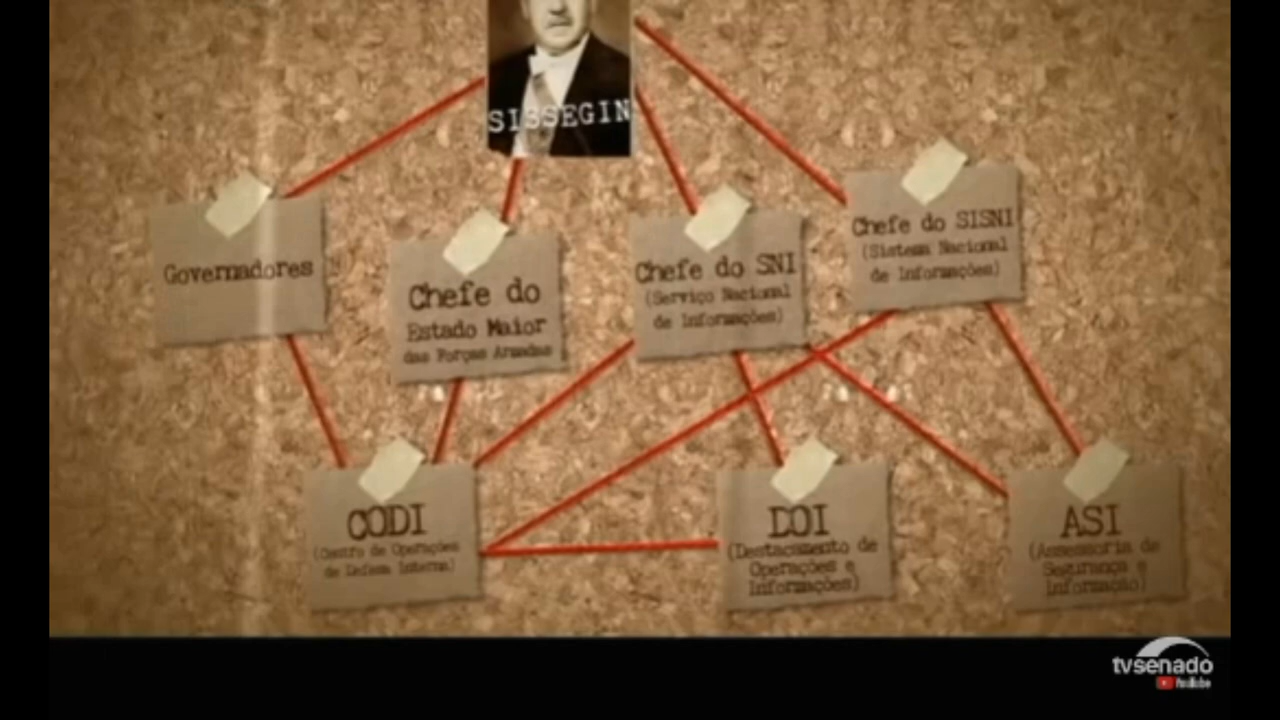 SISSEGIN
Governadores
Chefe do
Estado Maior
das Forças Armadas
Chefe do SNI
(Serviço Nacional
de Informações)
Chefe do SISNI
(Sistema Nacional
de Informações)
CODI
(Centro de Operações
de Defesa Interna)
DOI
(Destacamento de
Operações e
Informações)
ASI
(Assessoria de
Segurança e
Informação)
tvsenado
YouTube